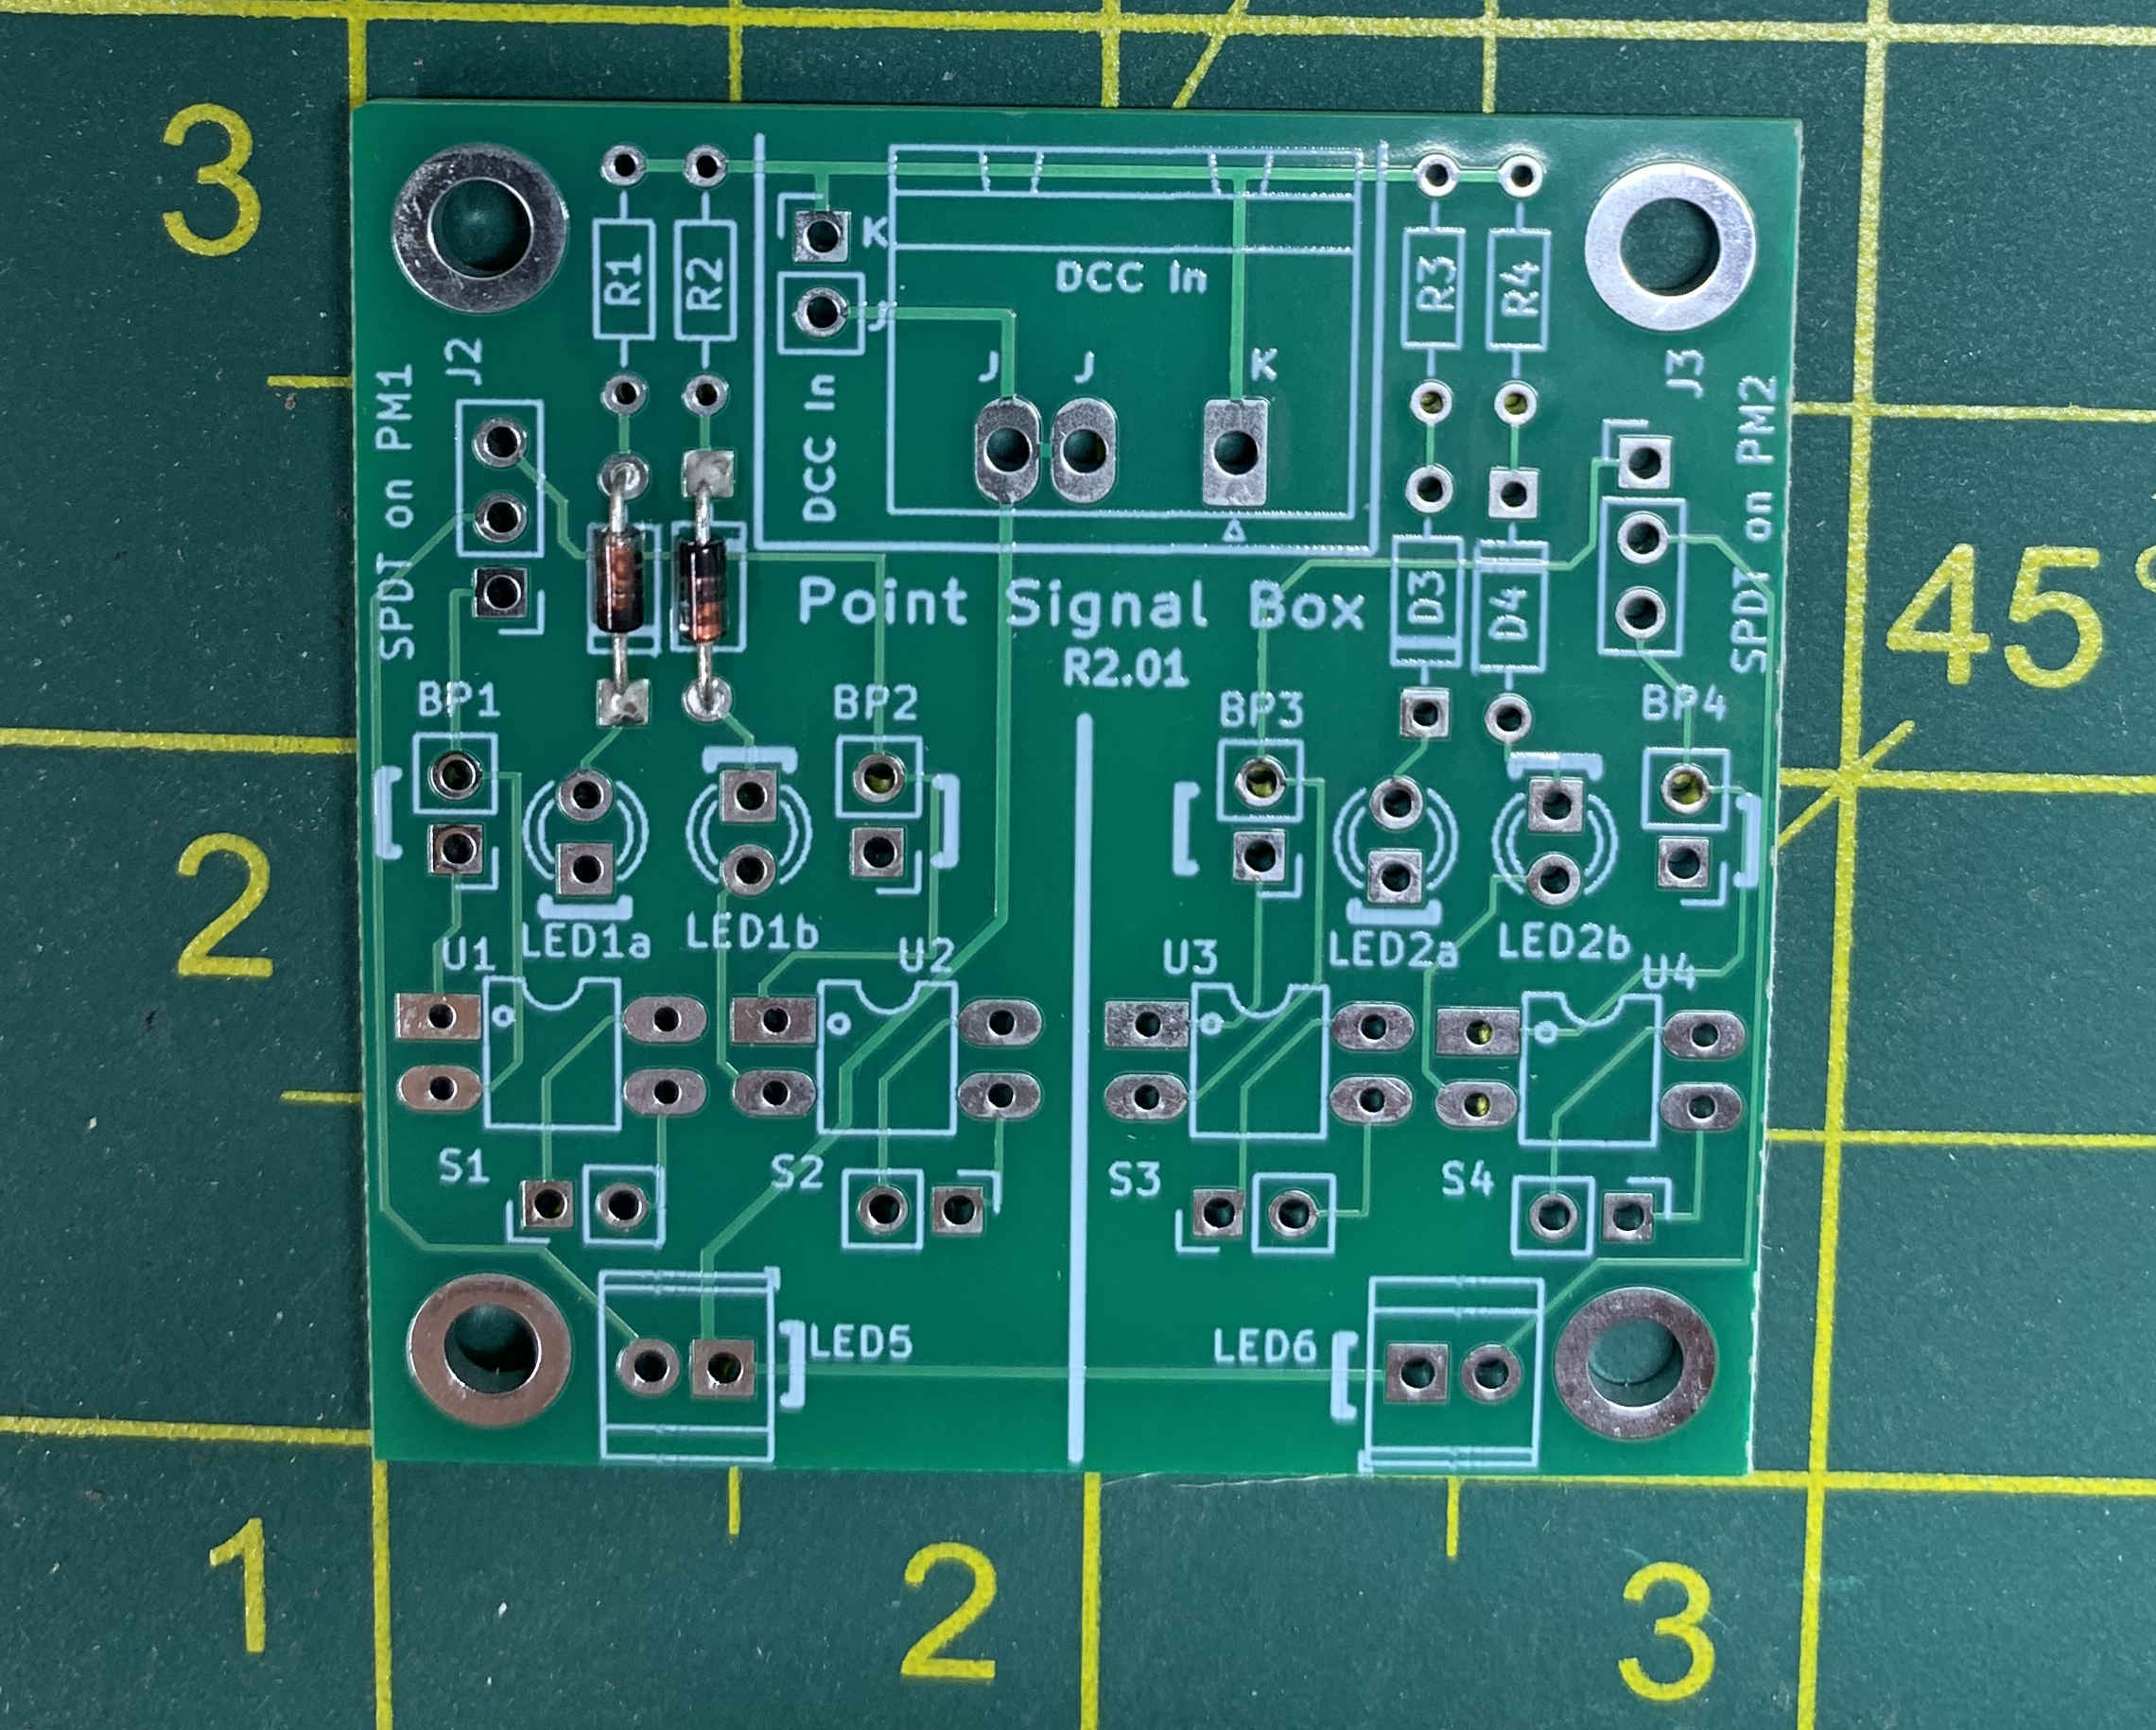 3
R1
R2
K
J
DCC In
DCC In
J
J
K
R3
R4
J2
SPDT on PM1
J3
SPDT on PM2
45°
Point Signal Box
R2.01
D3
D4
BP1
BP2
BP3
BP4
2
LED1a
LED1b
LED2a
LED2b
U1
U2
U3
U4
S1
S2
S3
S4
LED5
LED6
1
2
3